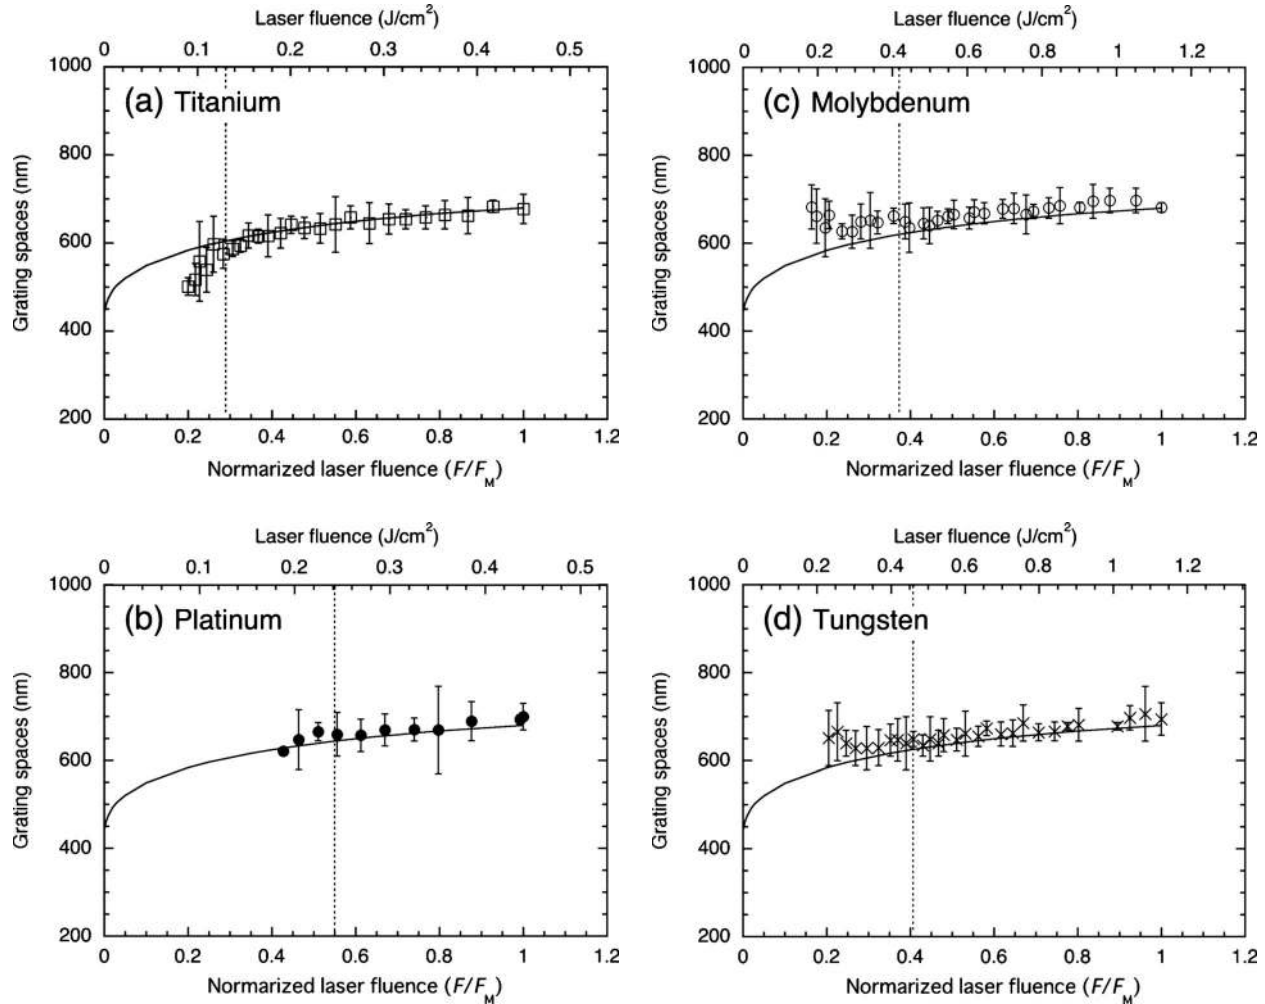 Laser fluence (J/cm²)
0 0.1 0.2 0.3 0.4 0.5
1000
(a) Titanium
800
600
400
200
Grating spaces (nm)
0 0.2 0.4 0.6 0.8 1 1.2
Normarized laser fluence (F/F_M)
Laser fluence (J/cm²)
0 0.2 0.4 0.6 0.8 1 1.2
1000
(c) Molybdenum
800
600
400
200
Grating spaces (nm)
0 0.2 0.4 0.6 0.8 1 1.2
Normarized laser fluence (F/F_M)
Laser fluence (J/cm²)
0 0.1 0.2 0.3 0.4 0.5
1000
(b) Platinum
800
600
400
200
Grating spaces (nm)
0 0.2 0.4 0.6 0.8 1 1.2
Normarized laser fluence (F/F_M)
Laser fluence (J/cm²)
0 0.2 0.4 0.6 0.8 1 1.2
1000
(d) Tungsten
800
600
400
200
Grating spaces (nm)
0 0.2 0.4 0.6 0.8 1 1.2
Normarized laser fluence (F/F_M)